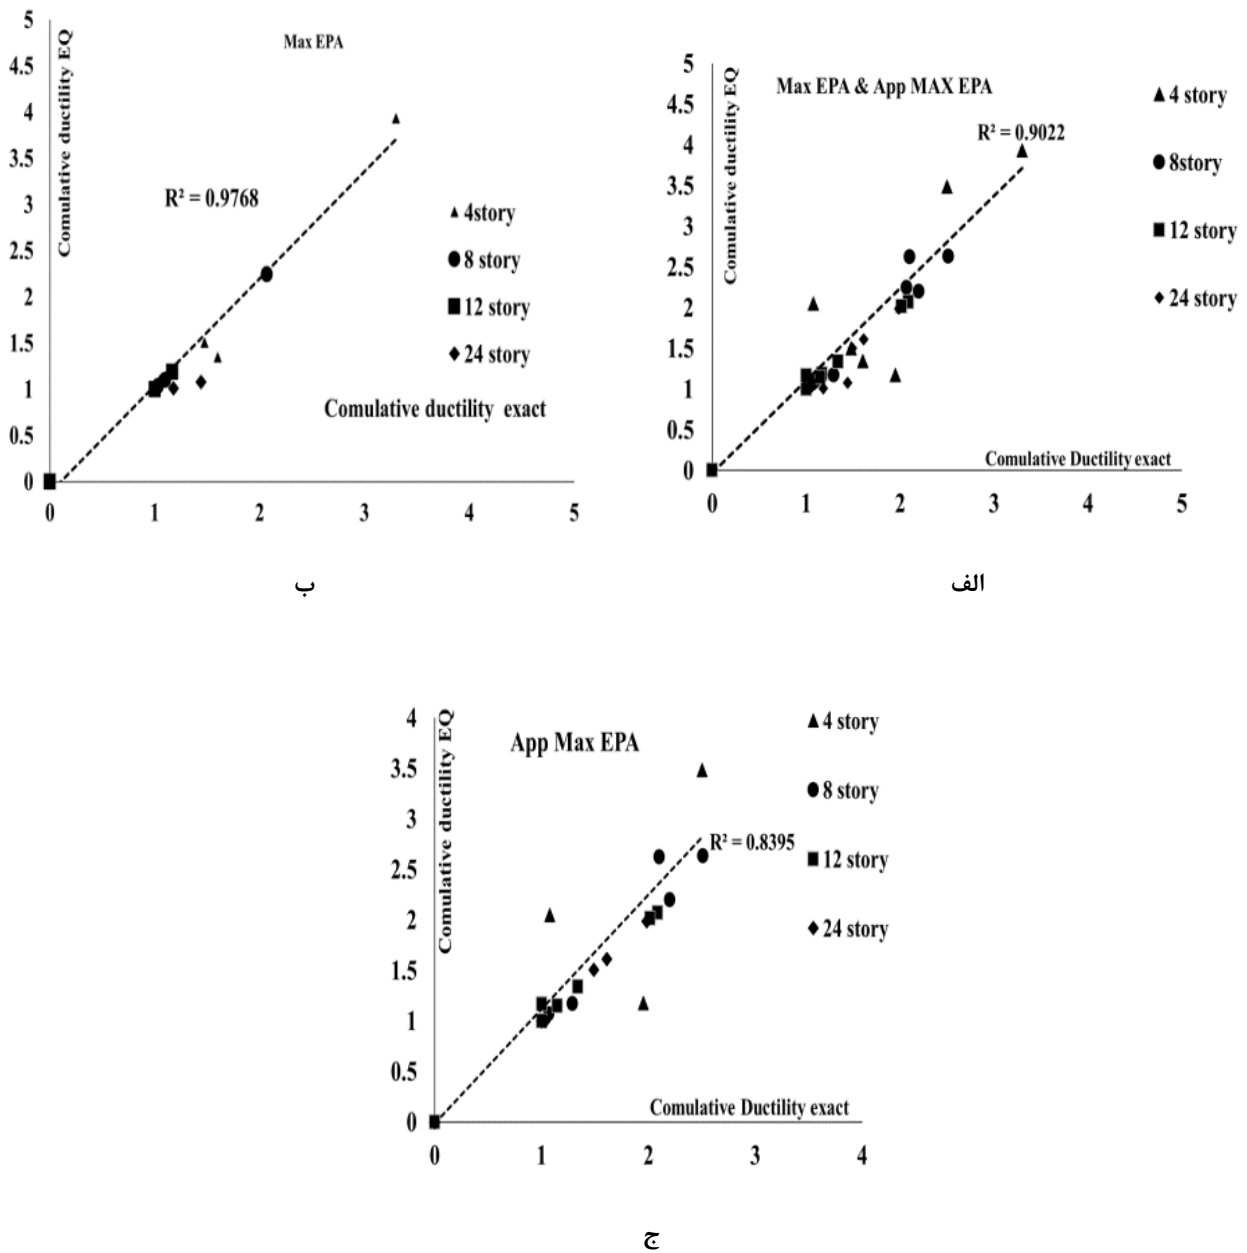 Max EPA
Comulative ductility EQ
5
4.5
4
3.5
3
2.5
2
1.5
1
0.5
0
R² = 0.9768
4story
8 story
12 story
24 story
Comulative ductility exact
0 1 2 3 4 5
ب
Max EPA & App MAX EPA
Comulative ductility EQ
5
4.5
4
3.5
3
2.5
2
1.5
1
0.5
0
R² = 0.9022
4 story
8story
12 story
24 story
Comulative Ductility exact
0 1 2 3 4 5
الف
App Max EPA
Comulative ductility EQ
4
3.5
3
2.5
2
1.5
1
0.5
0
R² = 0.8395
4 story
8 story
12 story
24 story
Comulative Ductility exact
0 1 2 3 4
ج